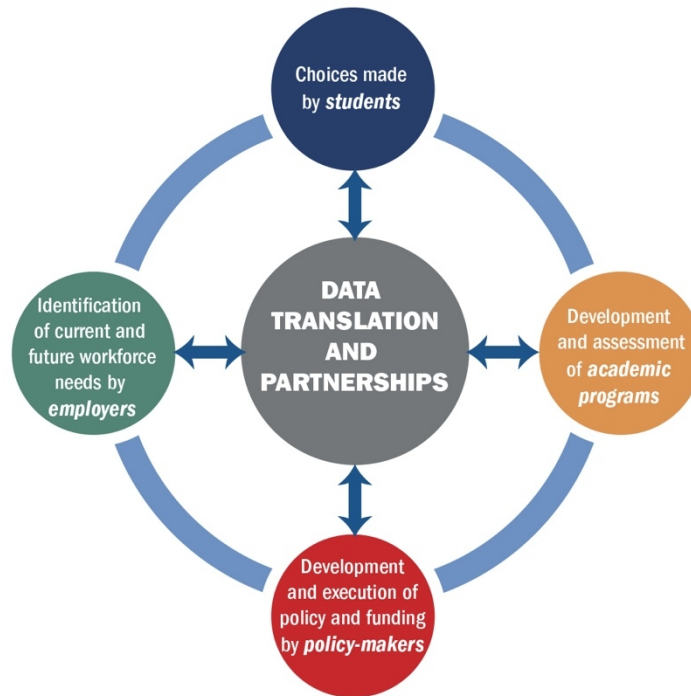 Choices made
by students
Identification
of current and
future workforce
needs by
employers
DATA
TRANSLATION
AND
PARTNERSHIPS
Development
and assessment
of academic
programs
Development
and execution of
policy and funding
by policy-makers